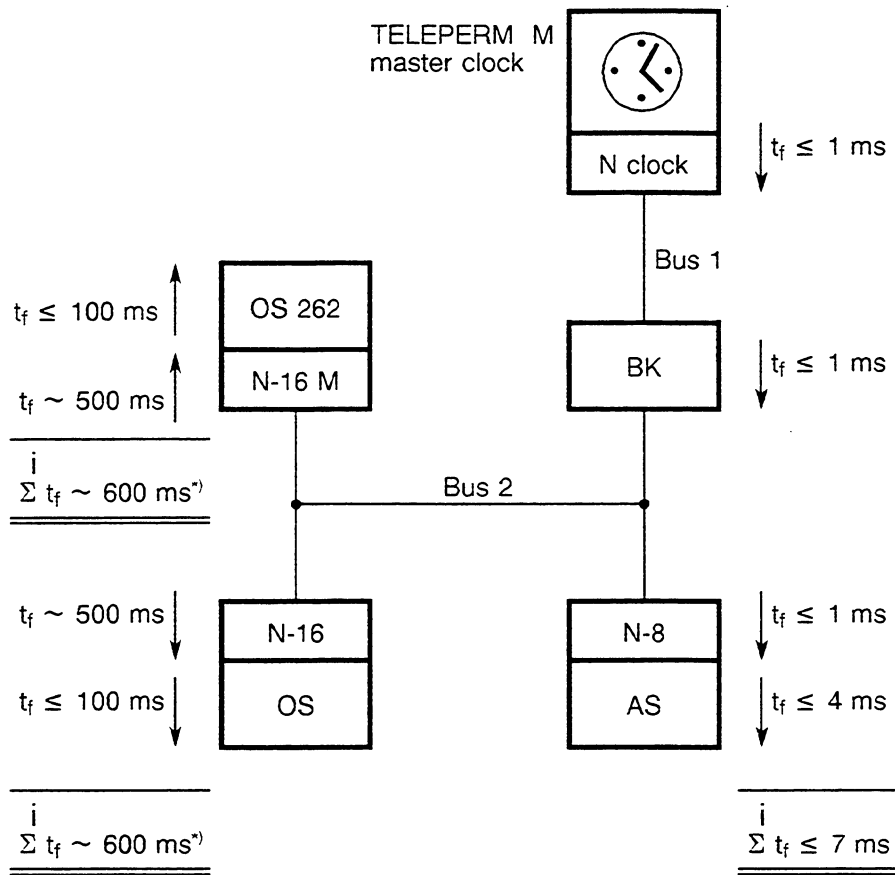 TELEPERM M
master clock
N clock
t_f ≤ 1 ms
Bus 1
OS 262
N-16 M
t_f ≤ 100 ms
t_f ~ 500 ms
i
Σ t_f ~ 600 ms*)
BK
t_f ≤ 1 ms
Bus 2
t_f ~ 500 ms
t_f ≤ 100 ms
N-16
OS
i
Σ t_f ~ 600 ms*)
N-8
AS
t_f ≤ 1 ms
t_f ≤ 4 ms
i
Σ t_f ≤ 7 ms